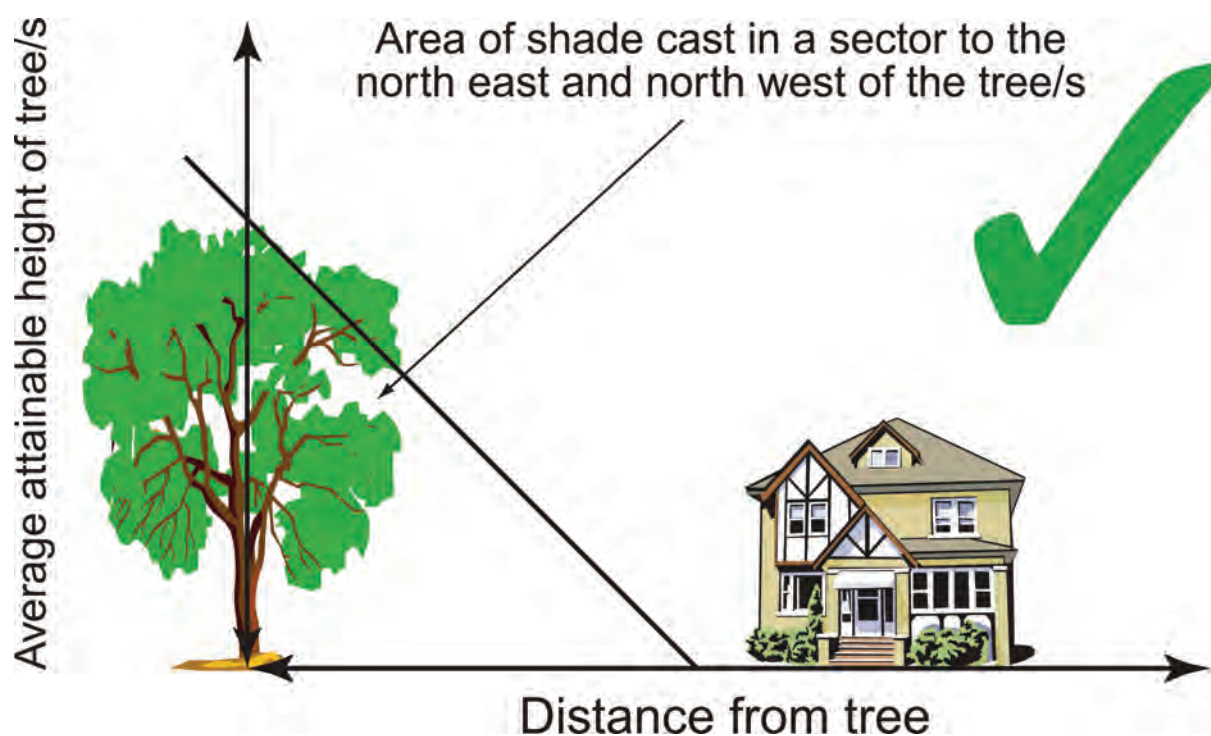 Average attainable height of tree/s
Area of shade cast in a sector to the
north east and north west of the tree/s
Distance from tree